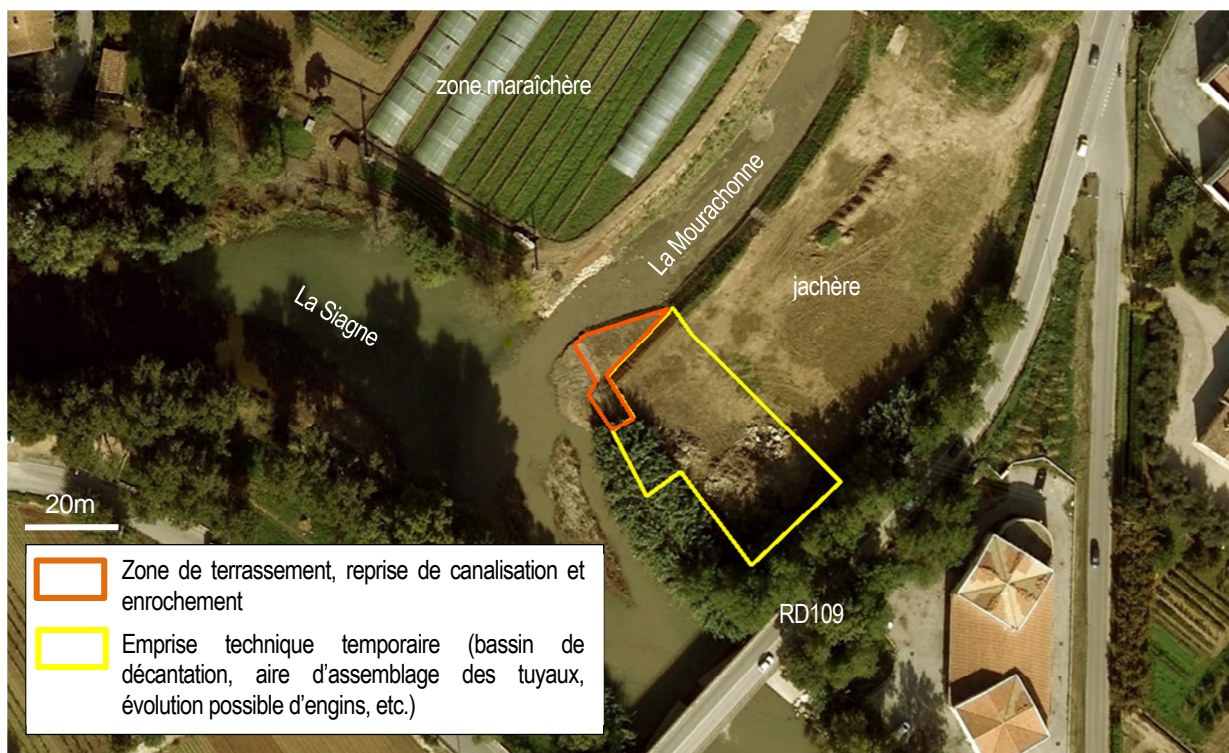 zone maraîchère
La Mourachonne
jachère
La Siagne
20m
Zone de terrassement, reprise de canalisation et
enrochement
Emprise technique temporaire (bassin de
décantation, aire d'assemblage des tuyaux,
évolution possible d'engins, etc.)
RD109